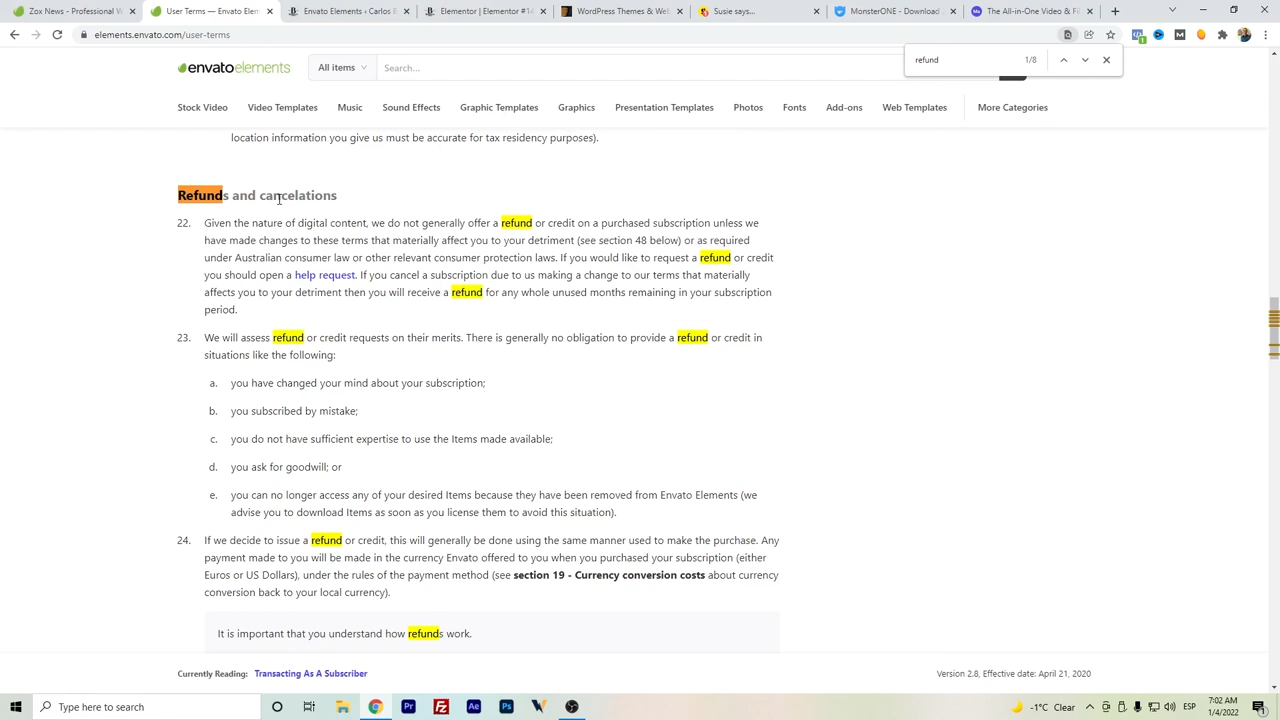 Zox News - Professional W
User Terms - Envato Elements
Envato Elements + Carlos E
Elementor | Elementor #14
WordPress Themes & Web
Susie says...
MonsterONE - Download
The All-in-One Video & Fi
elements.envato.com/user-terms
refund
1/8
envatoelements
All items
Search...
Stock Video
Video Templates
Music
Sound Effects
Graphic Templates
Graphics
Presentation Templates
Photos
Fonts
Add-ons
Web Templates
More Categories
location information you give us must be accurate for tax residency purposes).
Refunds and cancelations
22. Given the nature of digital content, we do not generally offer a refund or credit on a purchased subscription unless we
have made changes to these terms that materially affect you to your detriment (see section 48 below) or as required
under Australian consumer law or other relevant consumer protection laws. If you would like to request a refund or credit
you should open a help request. If you cancel a subscription due to us making a change to our terms that materially
affects you to your detriment then you will receive a refund for any whole unused months remaining in your subscription
period.
23. We will assess refund or credit requests on their merits. There is generally no obligation to provide a refund or credit in
situations like the following:
a. you have changed your mind about your subscription;
b. you subscribed by mistake;
c. you do not have sufficient expertise to use the Items made available;
d. you ask for goodwill; or
e. you can no longer access any of your desired Items because they have been removed from Envato Elements (we
advise you to download Items as soon as you license them to avoid this situation).
24. If we decide to issue a refund or credit, this will generally be done using the same manner used to make the purchase. Any
payment made to you will be made in the currency Envato offered to you when you purchased your subscription (either
Euros or US Dollars), under the rules of the payment method (see section 19 - Currency conversion costs about currency
conversion back to your local currency).
It is important that you understand how refunds work.
Currently Reading: Transacting As A Subscriber
Version 2.8, Effective date: April 21, 2020
Type here to search
-1°C Clear
ESP
7:02 AM
1/4/2022